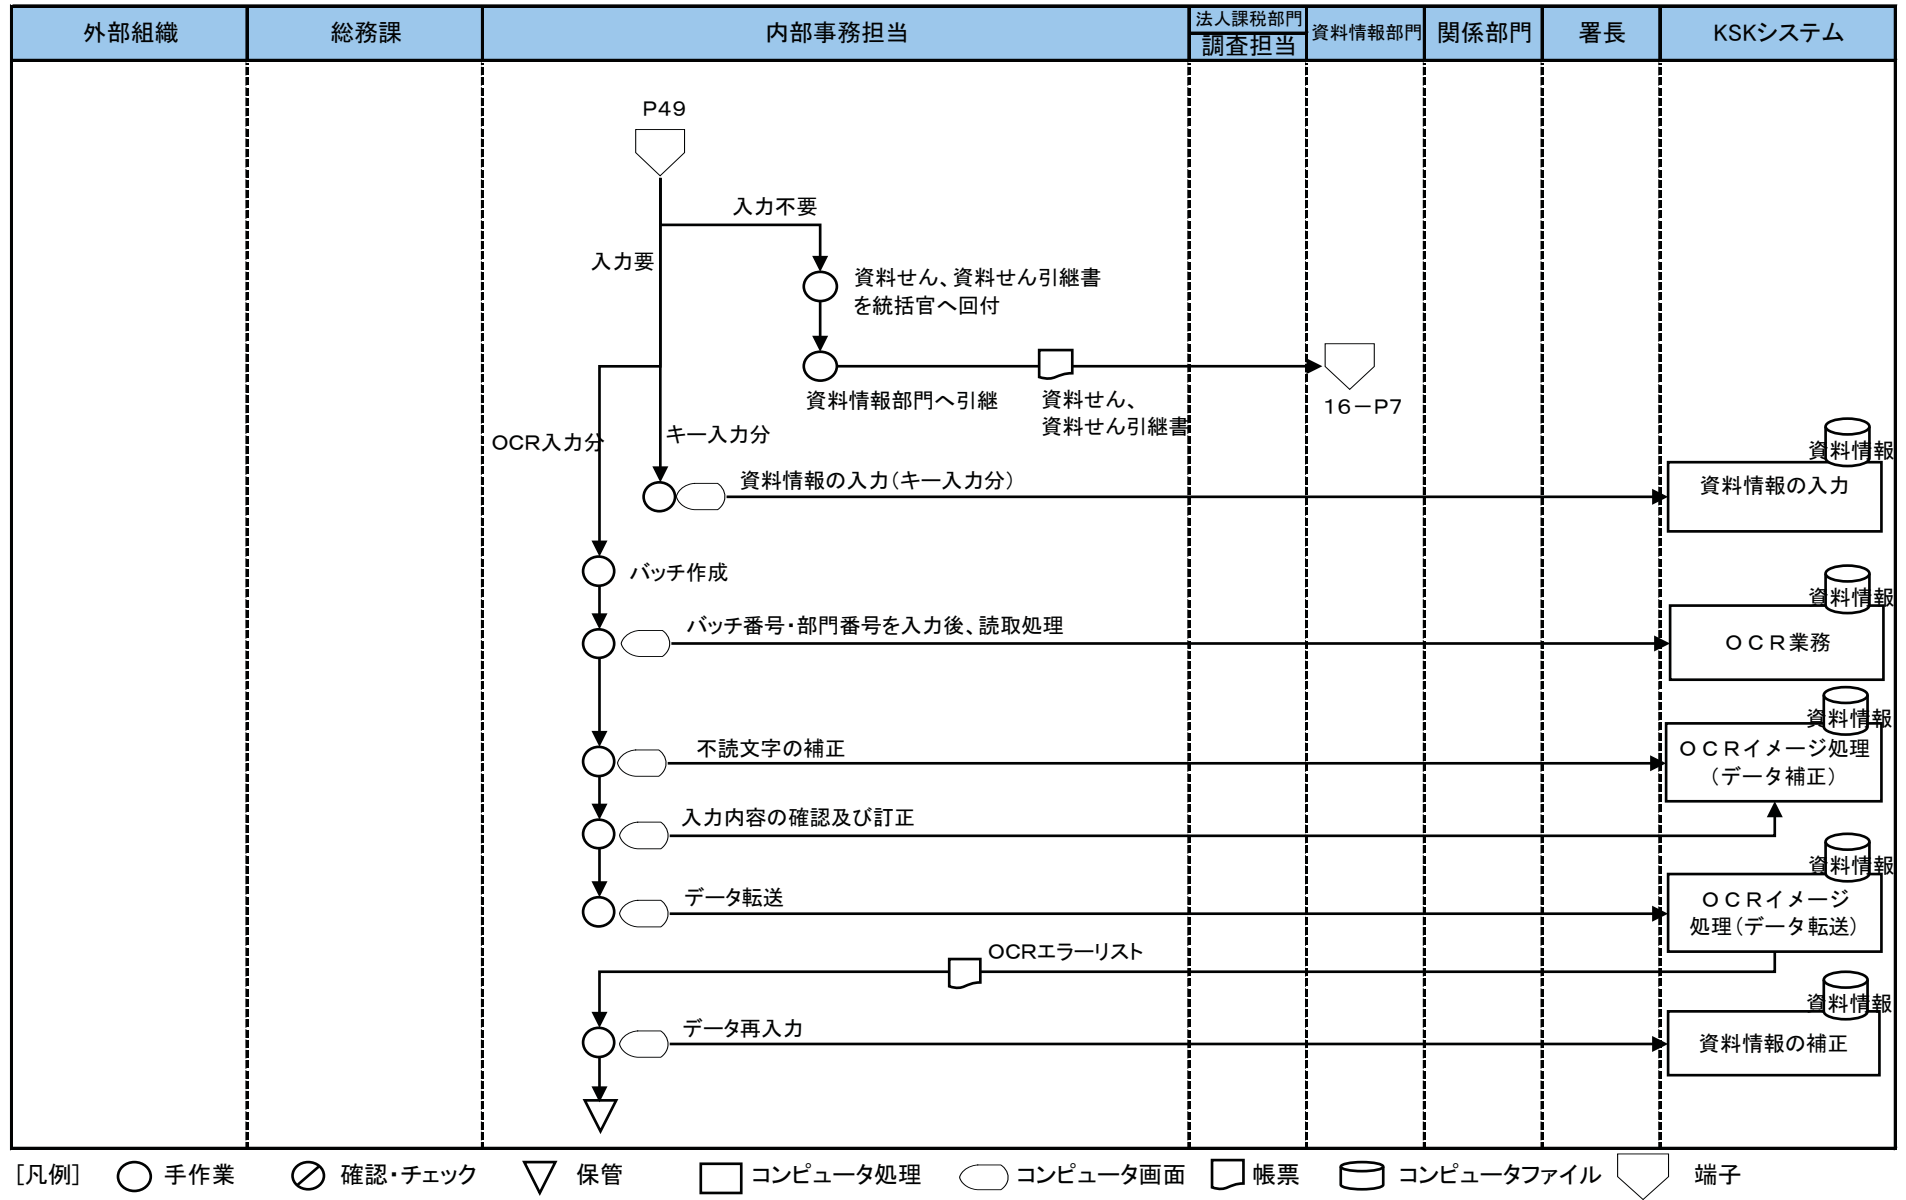 外部組織
総務課
内部事務担当
法人課税部門
調査担当
資料情報部門
関係部門
署長
KSKシステム
P49
入力不要
入力要
資料せん、資料せん引継書
を統括官へ回付
資料情報部門へ引継
資料せん、
資料せん引継書
16－P7
OCR入力分
キー入力分
資料情報
資料情報の入力（キー入力分）
資料情報の入力
バッチ作成
資料情報
バッチ番号・部門番号を入力後、読取処理
ＯＣＲ業務
資料情報
不読文字の補正
ＯＣＲイメージ処理
（データ補正）
入力内容の確認及び訂正
資料情報
データ転送
ＯＣＲイメージ
処理（データ転送）
OCRエラーリスト
資料情報
データ再入力
資料情報の補正
［凡例］
手作業
確認・チェック
保管
コンピュータ処理
コンピュータ画面
帳票
コンピュータファイル
端子